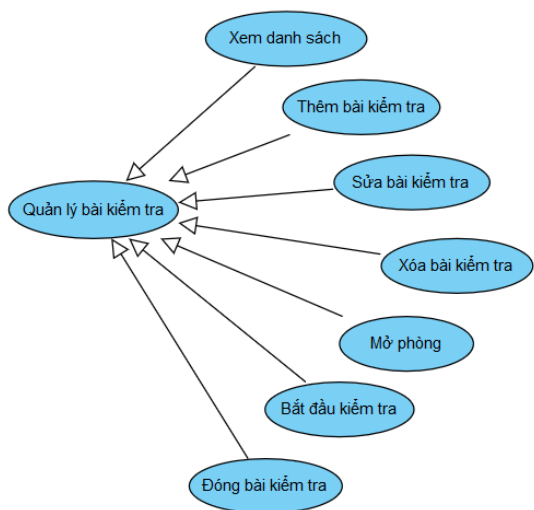 Xem danh sách
Thêm bài kiểm tra
Sửa bài kiểm tra
Quản lý bài kiểm tra
Xóa bài kiểm tra
Mở phòng
Bắt đầu kiểm tra
Đóng bài kiểm tra